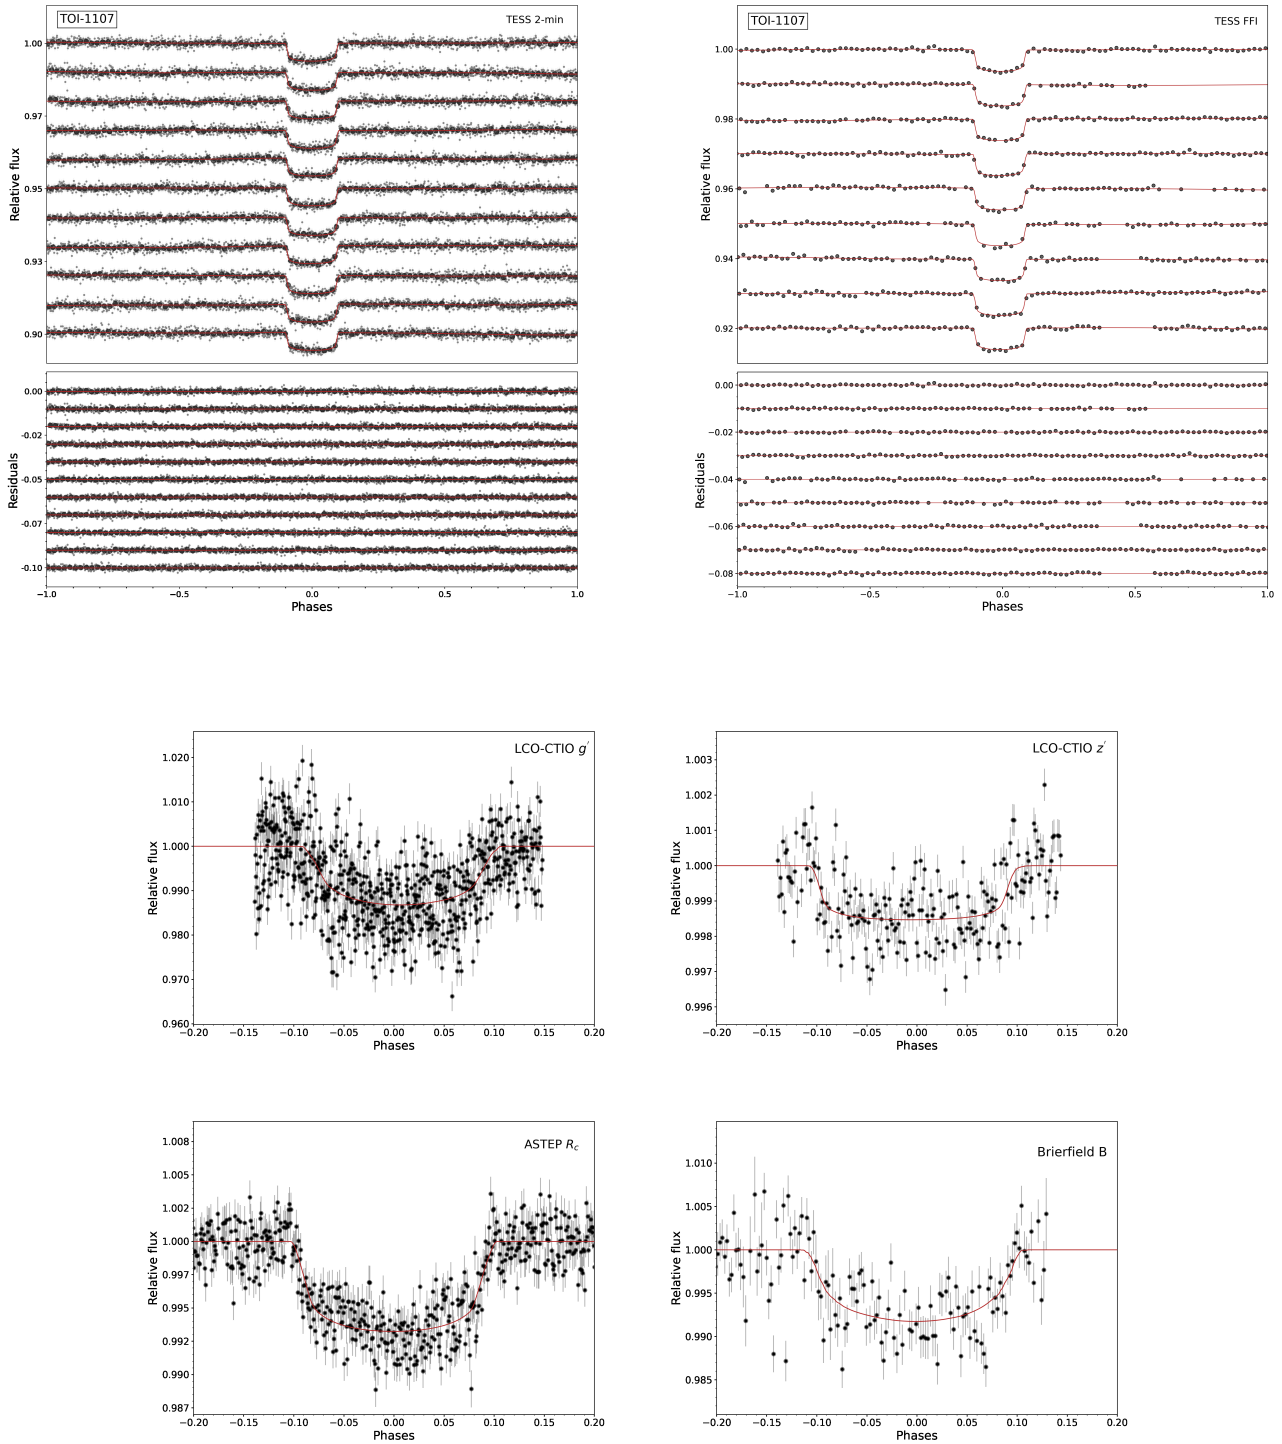 TOI-1107
TESS 2-min
Relative flux
1.00
0.97
0.95
0.93
0.90
Residuals
0.00
-0.02
-0.05
-0.07
-0.10
−1.0 −0.5 0.0 0.5 1.0
Phases
TOI-1107
TESS FFI
Relative flux
1.00
0.98
0.96
0.94
0.92
Residuals
0.00
−0.02
−0.04
−0.06
−0.08
−1.0 −0.5 0.0 0.5 1.0
Phases
LCO-CTIO g′
Relative flux
1.020
1.010
1.000
0.990
0.980
0.970
0.960
−0.20 −0.15 −0.10 −0.05 0.00 0.05 0.10 0.15 0.20
Phases
LCO-CTIO z′
Relative flux
1.003
1.002
1.001
1.000
0.999
0.998
0.997
0.996
−0.20 −0.15 −0.10 −0.05 0.00 0.05 0.10 0.15 0.20
Phases
ASTEP Rc
Relative flux
1.008
1.005
1.002
1.000
0.997
0.995
0.992
0.990
0.987
−0.20 −0.15 −0.10 −0.05 0.00 0.05 0.10 0.15 0.20
Phases
Brierfield B
Relative flux
1.010
1.005
1.000
0.995
0.990
0.985
−0.20 −0.15 −0.10 −0.05 0.00 0.05 0.10 0.15 0.20
Phases